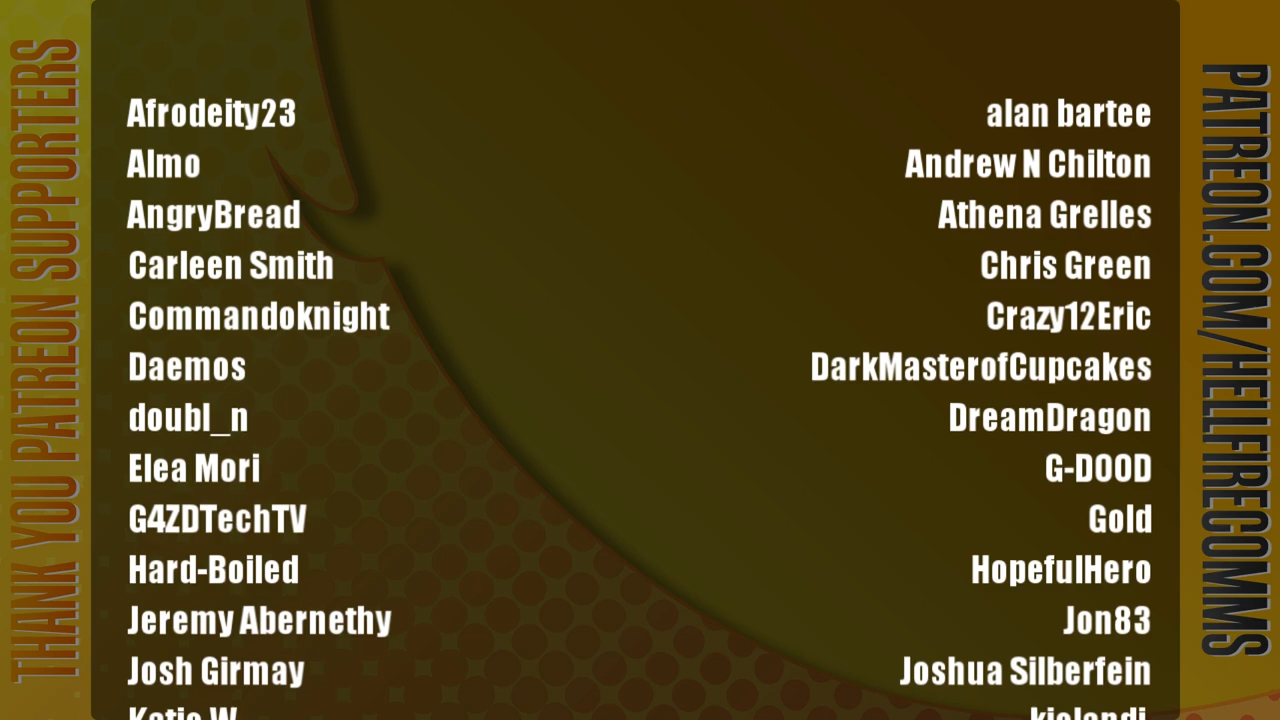 THANK YOU PATREON SUPPORTERS
Afrodeity23
alan bartee
Almo
Andrew N Chilton
AngryBread
Athena Grelles
Carleen Smith
Chris Green
Commandoknight
Crazy12Eric
Daemos
DarkMasterofCupcakes
doubl_n
DreamDragon
Elea Mori
G-DOOD
G4ZDTechTV
Gold
Hard-Boiled
HopefulHero
Jeremy Abernethy
Jon83
Josh Girmay
Joshua Silberfein
Katie W
PATREON.COM/HELLFIRECOMMS